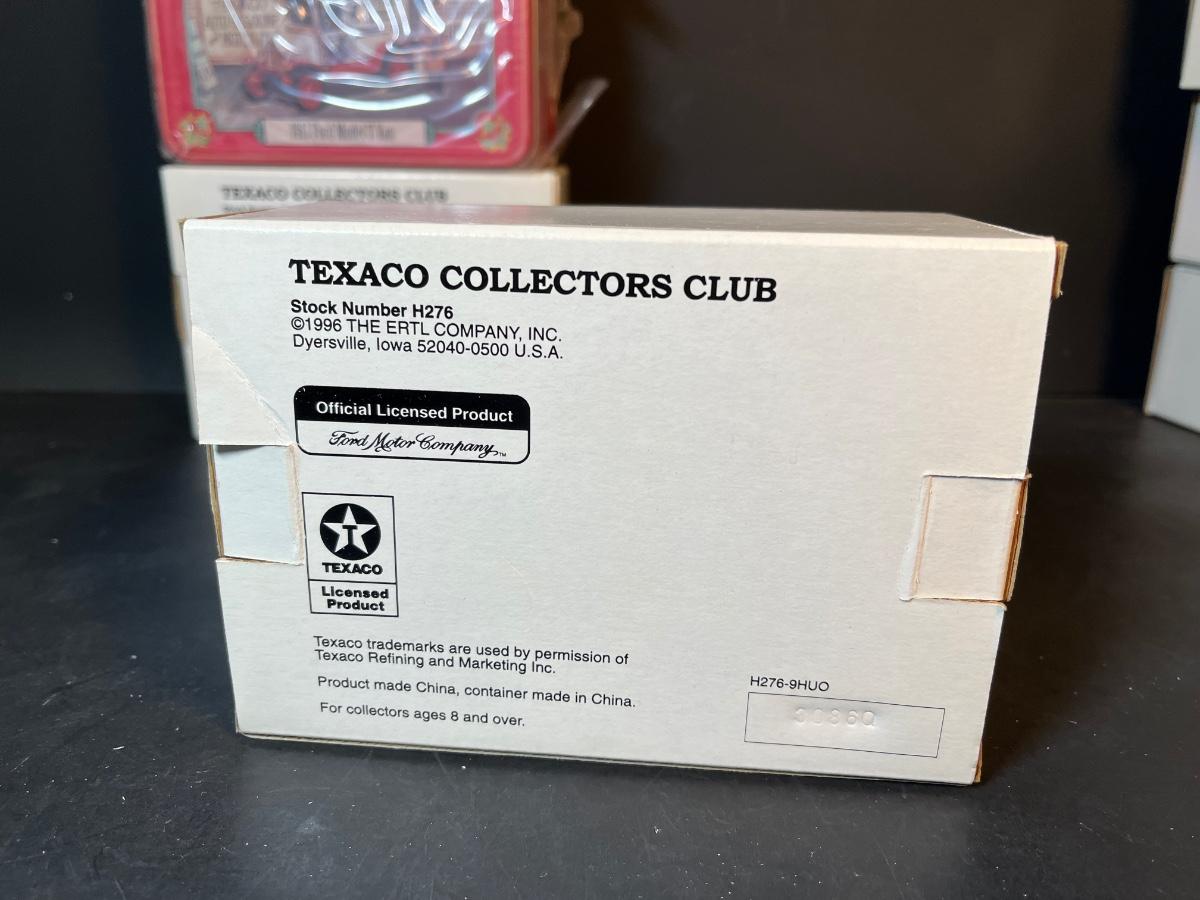 TEXACO COLLECTORS CLUB
TEXACO COLLECTORS CLUB
Stock Number H276
©1996 THE ERTL COMPANY, INC.
Dyersville, Iowa 52040-0500 U.S.A.
Official Licensed Product
Ford Motor Company™
T
TEXACO
Licensed
Product
Texaco trademarks are used by permission of
Texaco Refining and Marketing Inc.
Product made China, container made in China.
For collectors ages 8 and over.
H276-9HUO